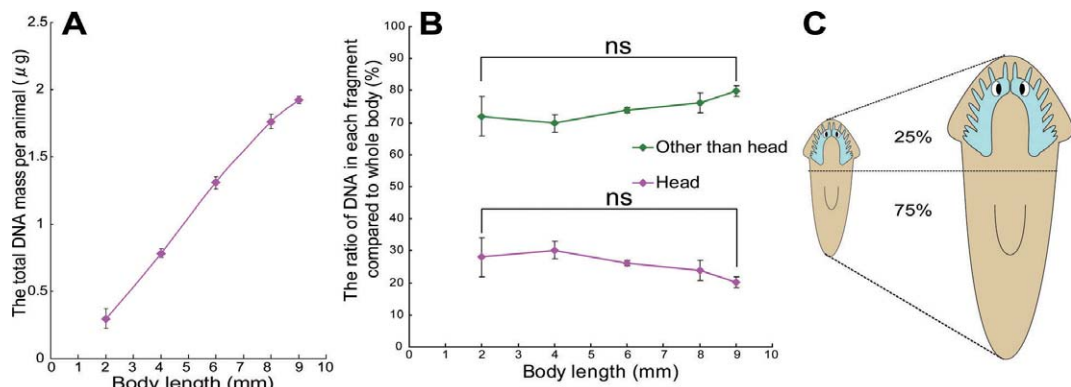 A
The total DNA mass per animal (μg)
2.5
2
1.5
1
0.5
0
0 1 2 3 4 5 6 7 8 9 10
Body length (mm)
B
The ratio of DNA in each fragment
compared to whole body (%)
100
90
80
70
60
50
40
30
20
10
0
ns
Other than head
Head
ns
0 1 2 3 4 5 6 7 8 9 10
Body length (mm)
C
25%
75%